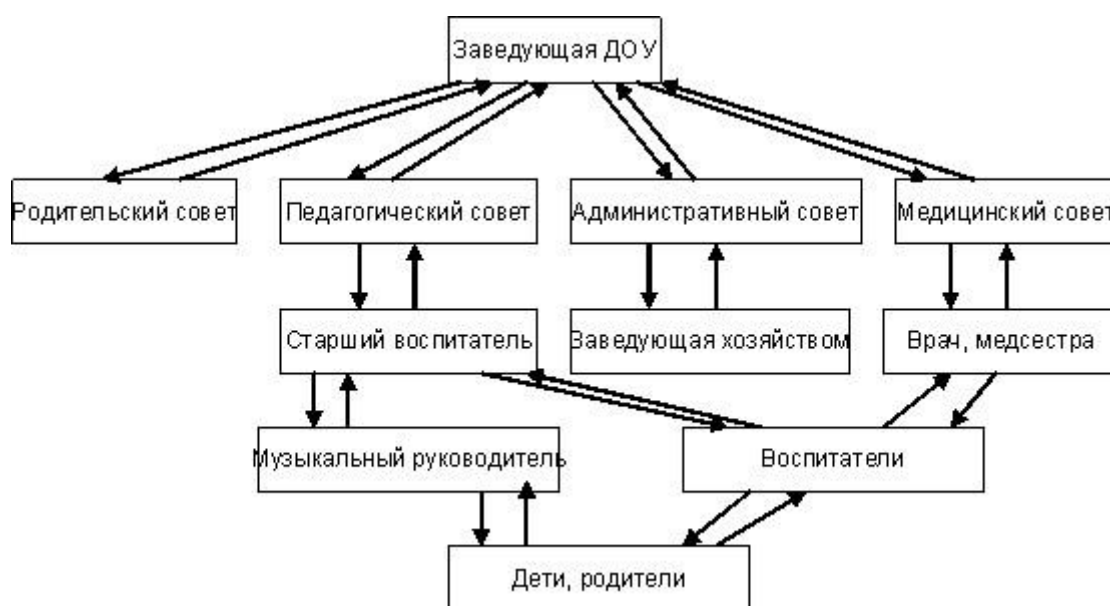 Заведующая ДОУ
Родительский совет
Педагогический совет
Административный совет
Медицинский совет
Старший воспитатель
Заведующая хозяйством
Врач, медсестра
Музыкальный руководитель
Воспитатели
Дети, родители